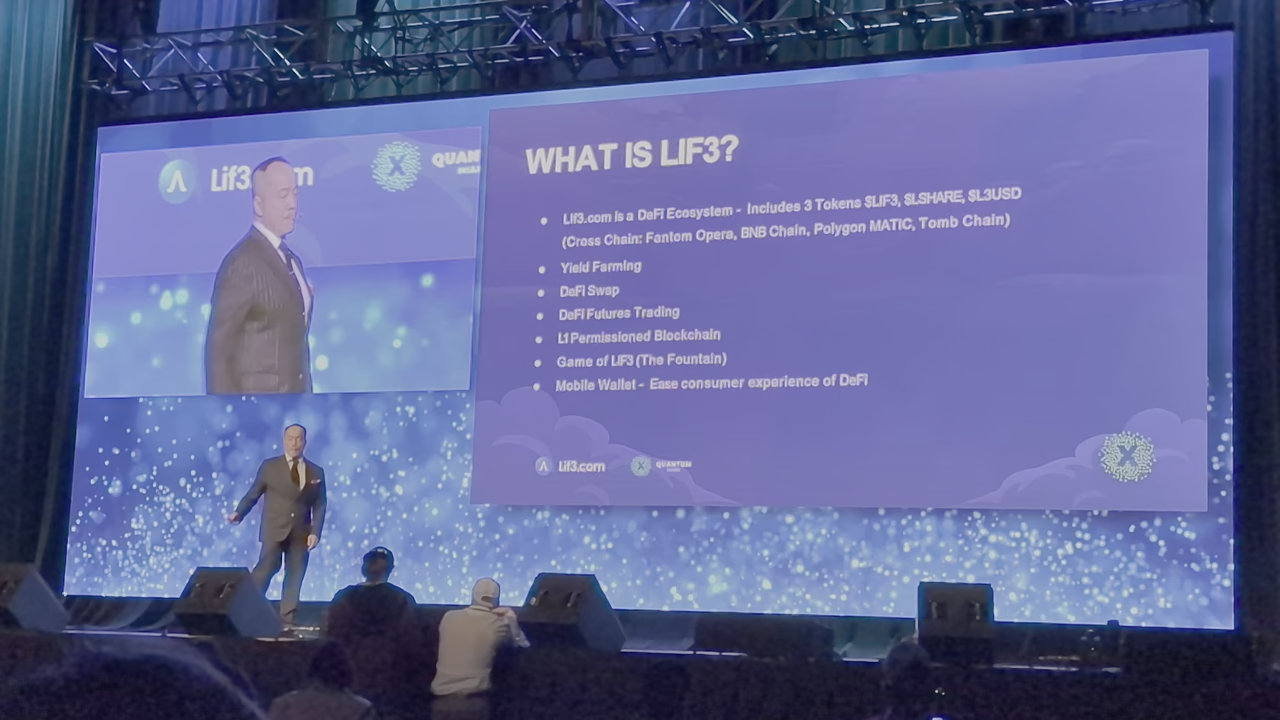 Lif3.com
QUAN
WHAT IS LIF3?
Lif3.com is a DeFi Ecosystem - Includes 3 Tokens $LIF3, $LSHARE, $L3USD
(Cross Chain: Fantom Opera, BNB Chain, Polygon MATIC, Tomb Chain)
Yield Farming
DeFi Swap
DeFi Futures Trading
L1 Permissioned Blockchain
Game of LIF3 (The Fountain)
Mobile Wallet - Ease consumer experience of DeFi
Lif3.com
QUANTUM